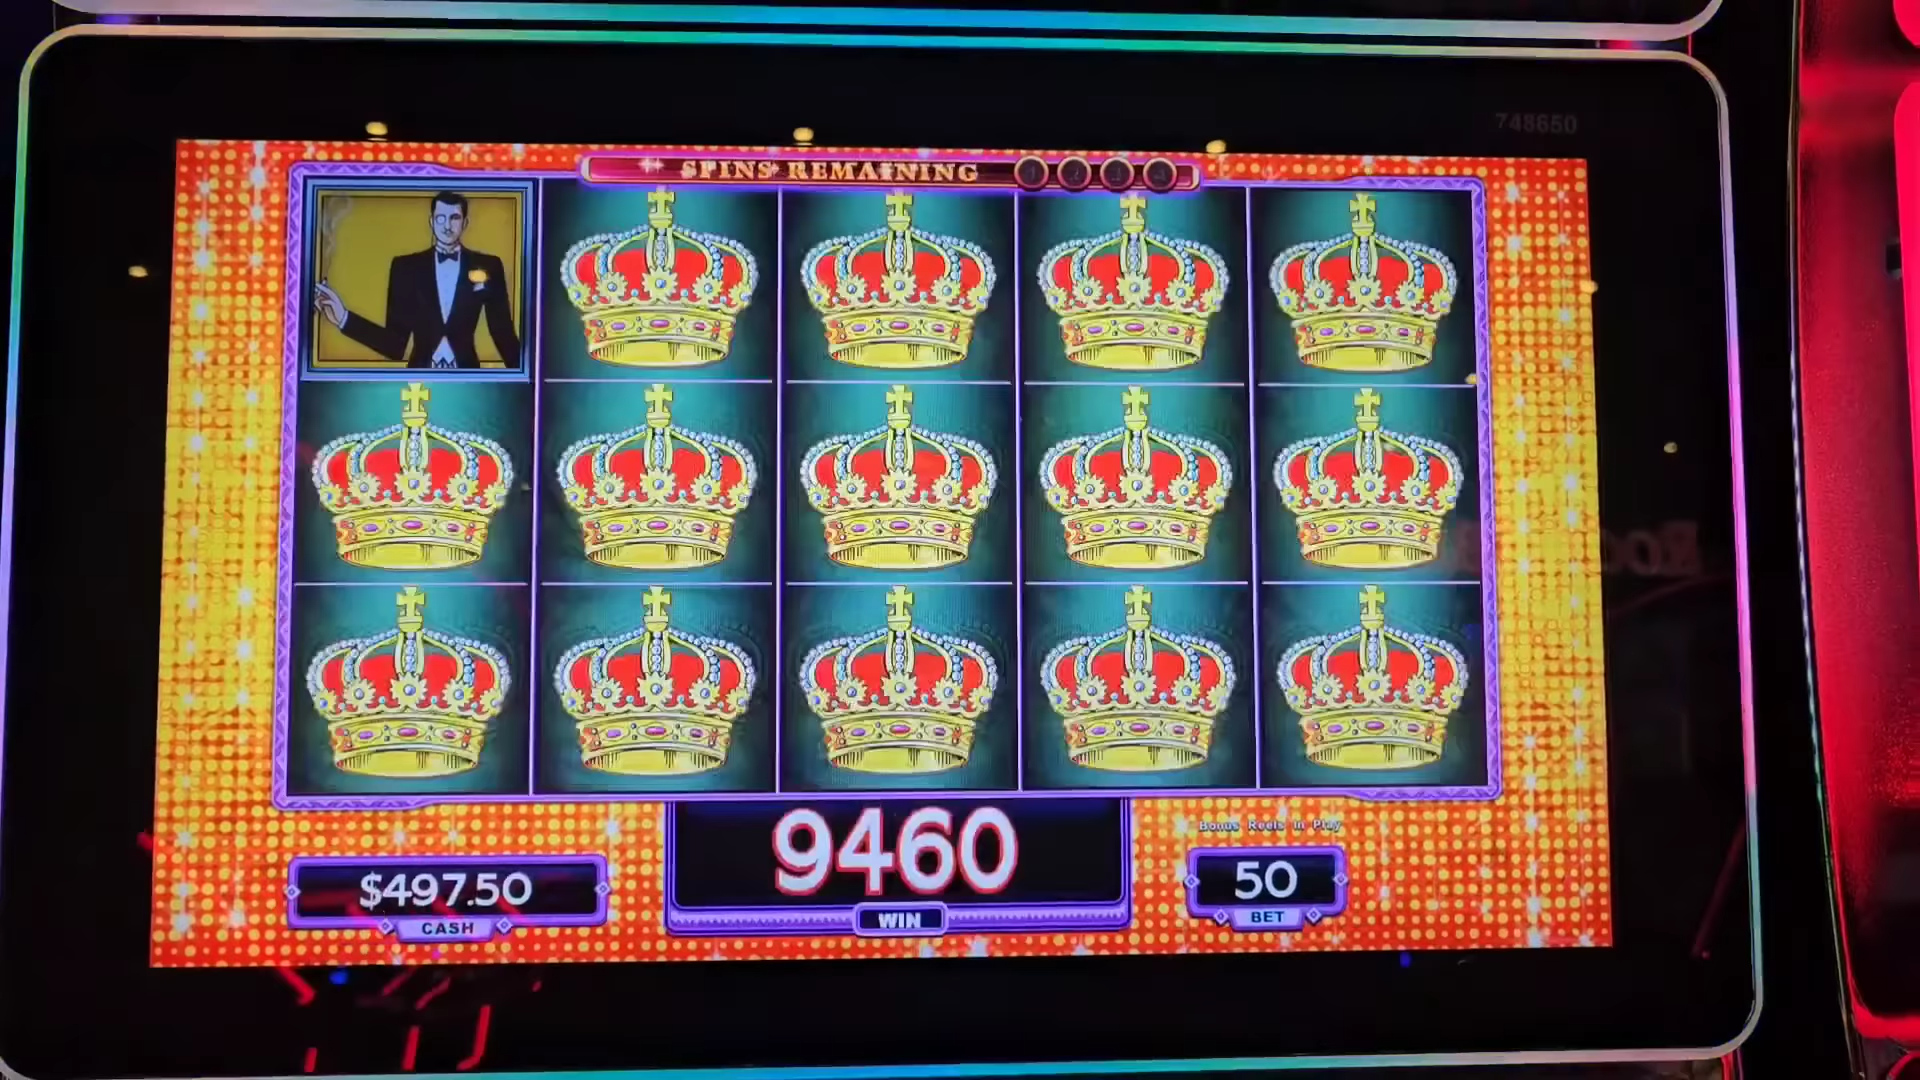 748650
SPINS REMAINING
9460
WIN
Bonus Reels In Play
$497.50
CASH
50
BET